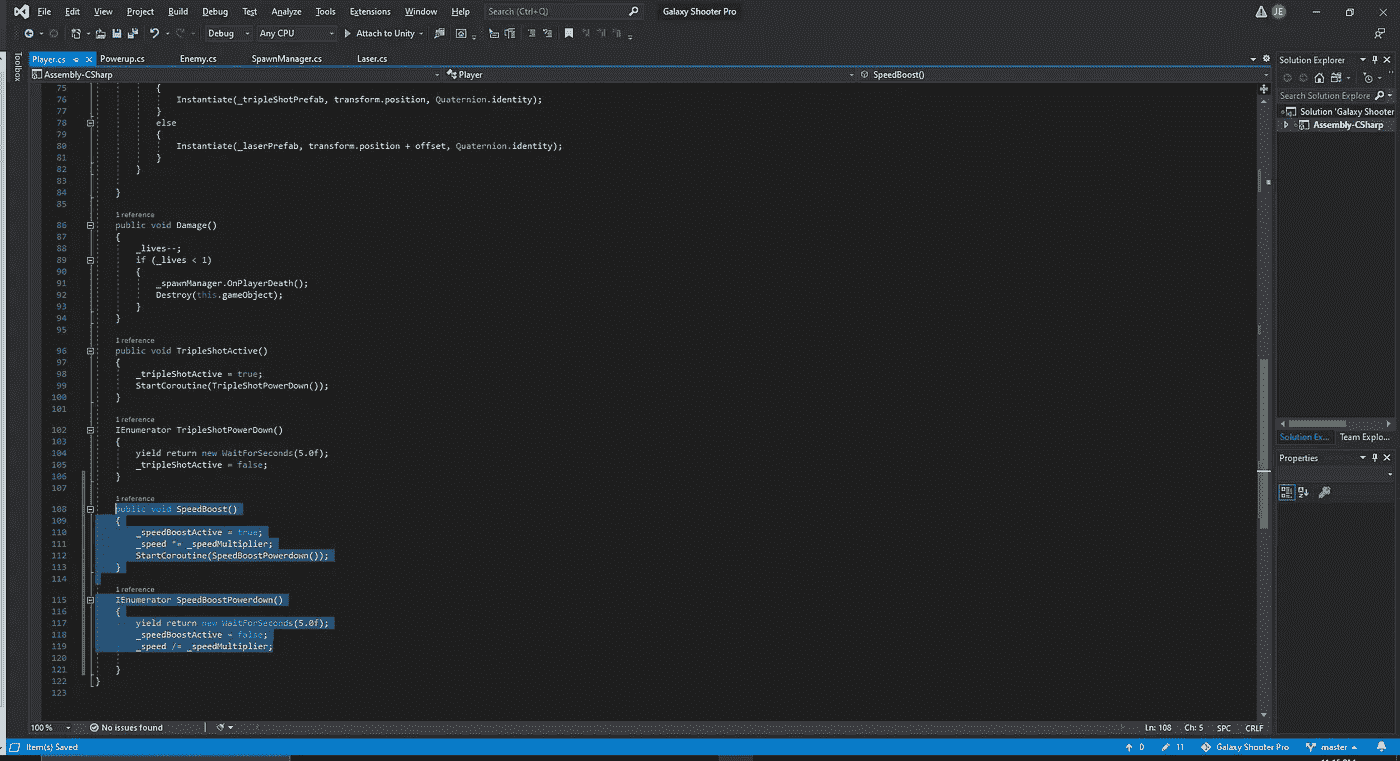 File Edit View Project Build Debug Test Analyze Tools Extensions Window Help Search (Ctrl+Q) Galaxy Shooter Pro JE
Debug Any CPU Attach to Unity
Toolbox
Player.cs Powerup.cs Enemy.cs SpawnManager.cs Laser.cs
Assembly-CSharp Player SpeedBoost()
75 {
76 Instantiate(_tripleShotPrefab, transform.position, Quaternion.identity);
77 }
78 else
79 {
80 Instantiate(_laserPrefab, transform.position + offset, Quaternion.identity);
81 }
82 }
83
84 }
85
1 reference
86 public void Damage()
87 {
88 _lives--;
89 if (_lives < 1)
90 {
91 _spawnManager.OnPlayerDeath();
92 Destroy(this.gameObject);
93 }
94 }
95
1 reference
96 public void TripleShotActive()
97 {
98 _tripleShotActive = true;
99 StartCoroutine(TripleShotPowerDown());
100 }
101
1 reference
102 IEnumerator TripleShotPowerDown()
103 {
104 yield return new WaitForSeconds(5.0f);
105 _tripleShotActive = false;
106 }
107
1 reference
108 public void SpeedBoost()
109 {
110 _speedBoostActive = true;
111 _speed *= _speedMultiplier;
112 StartCoroutine(SpeedBoostPowerdown());
113 }
114
1 reference
115 IEnumerator SpeedBoostPowerdown()
116 {
117 yield return new WaitForSeconds(5.0f);
118 _speedBoostActive = false;
119 _speed /= _speedMultiplier;
120
121 }
122 }
123
Solution Explorer
Search Solution Explore
Solution 'Galaxy Shooter
Assembly-CSharp
Solution Ex... Team Explo...
Properties
100 % No issues found Ln: 108 Ch: 5 SPC CRLF
Item(s) Saved 0 11 Galaxy Shooter Pro master